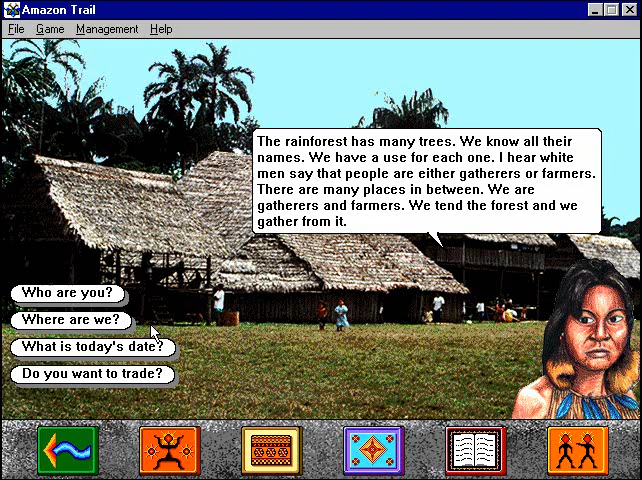 Amazon Trail
File Game Management Help
The rainforest has many trees. We know all their
names. We have a use for each one. I hear white
men say that people are either gatherers or farmers.
There are many places in between. We are
gatherers and farmers. We tend the forest and we
gather from it.
Who are you?
Where are we?
What is today's date?
Do you want to trade?